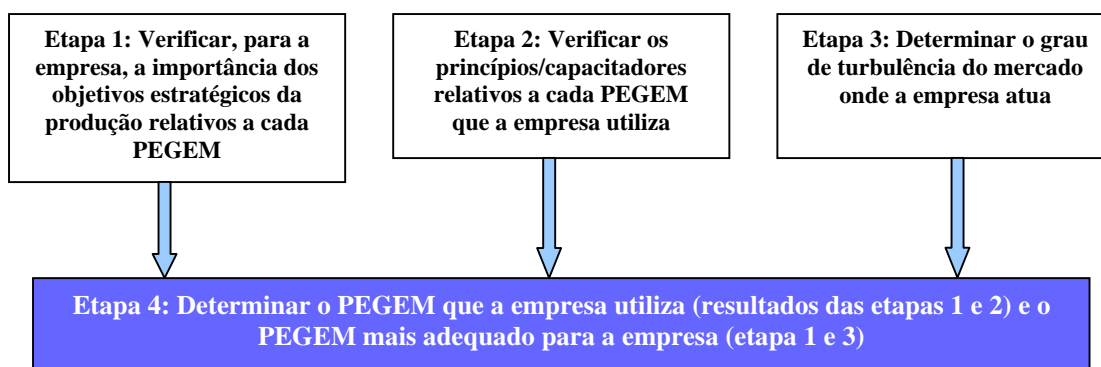 Etapa 1: Verificar, para a
empresa, a importância dos
objetivos estratégicos da
produção relativos a cada
PEGEM
Etapa 2: Verificar os
princípios/capacitadores
relativos a cada PEGEM
que a empresa utiliza
Etapa 3: Determinar o grau
de turbulência do mercado
onde a empresa atua
Etapa 4: Determinar o PEGEM que a empresa utiliza (resultados das etapas 1 e 2) e o
PEGEM mais adequado para a empresa (etapa 1 e 3)